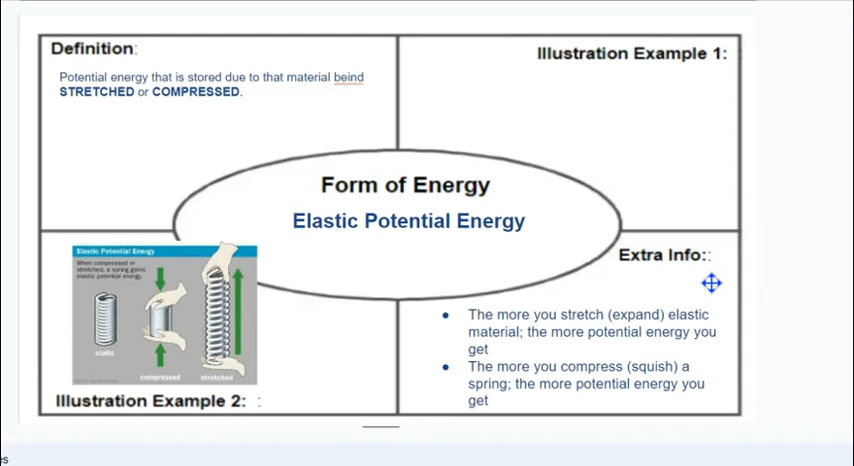 Definition:
Potential energy that is stored due to that material beind
STRETCHED or COMPRESSED.
Illustration Example 1:
Form of Energy
Elastic Potential Energy
Elastic Potential Energy
When compressed or
stretched, a spring gains
elastic potential energy.
static
compressed
stretched
Illustration Example 2: :
Extra Info::
● The more you stretch (expand) elastic
material; the more potential energy you
get
● The more you compress (squish) a
spring; the more potential energy you
get
es